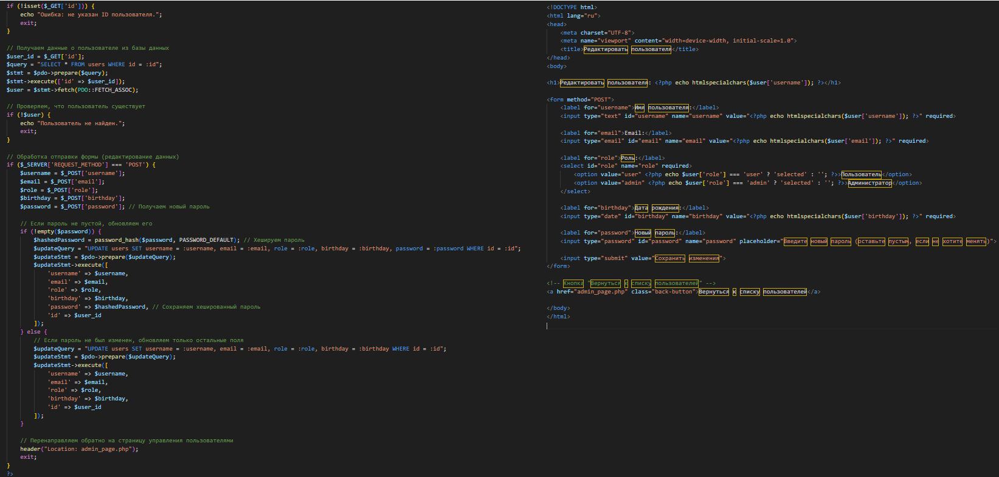 if (!isset($_GET['id'])) {
    echo "Ошибка: не указан ID пользователя.";
    exit;
}

// Получаем данные о пользователе из базы данных
$user_id = $_GET['id'];
$query = "SELECT * FROM users WHERE id = :id";
$stmt = $pdo->prepare($query);
$stmt->execute(['id' => $user_id]);
$user = $stmt->fetch(PDO::FETCH_ASSOC);

// Проверяем, что пользователь существует
if (!$user) {
    echo "Пользователь не найден.";
    exit;
}

// Обработка отправки формы (редактирование данных)
if ($_SERVER['REQUEST_METHOD'] === 'POST') {
    $username = $_POST['username'];
    $email = $_POST['email'];
    $role = $_POST['role'];
    $birthday = $_POST['birthday'];
    $password = $_POST['password']; // Получаем новый пароль

    // Если пароль не пустой, обновляем его
    if (!empty($password)) {
        $hashedPassword = password_hash($password, PASSWORD_DEFAULT); // Хешируем пароль
        $updateQuery = "UPDATE users SET username = :username, email = :email, role = :role, birthday = :birthday, password = :password WHERE id = :id";
        $updateStmt = $pdo->prepare($updateQuery);
        $updateStmt->execute([
            'username' => $username,
            'email' => $email,
            'role' => $role,
            'birthday' => $birthday,
            'password' => $hashedPassword, // Сохраняем хешированный пароль
            'id' => $user_id
        ]);
    } else {
        // Если пароль не был изменен, обновляем только остальные поля
        $updateQuery = "UPDATE users SET username = :username, email = :email, role = :role, birthday = :birthday WHERE id = :id";
        $updateStmt = $pdo->prepare($updateQuery);
        $updateStmt->execute([
            'username' => $username,
            'email' => $email,
            'role' => $role,
            'birthday' => $birthday,
            'id' => $user_id
        ]);
    }

    // Перенаправляем обратно на страницу управления пользователями
    header("Location: admin_page.php");
    exit;
}
?>
<!DOCTYPE html>
<html lang="ru">
<head>
    <meta charset="UTF-8">
    <meta name="viewport" content="width=device-width, initial-scale=1.0">
    <title>Редактировать пользователя</title>
</head>
<body>

<h1>Редактировать пользователя: <?php echo htmlspecialchars($user['username']); ?></h1>

<form method="POST">
    <label for="username">Имя пользователя:</label>
    <input type="text" id="username" name="username" value="<?php echo htmlspecialchars($user['username']); ?>" required>

    <label for="email">Email:</label>
    <input type="email" id="email" name="email" value="<?php echo htmlspecialchars($user['email']); ?>" required>

    <label for="role">Роль:</label>
    <select id="role" name="role" required>
        <option value="user" <?php echo $user['role'] === 'user' ? 'selected' : ''; ?>>Пользователь</option>
        <option value="admin" <?php echo $user['role'] === 'admin' ? 'selected' : ''; ?>>Администратор</option>
    </select>

    <label for="birthday">Дата рождения:</label>
    <input type="date" id="birthday" name="birthday" value="<?php echo htmlspecialchars($user['birthday']); ?>" required>

    <label for="password">Новый пароль:</label>
    <input type="password" id="password" name="password" placeholder="Введите новый пароль (оставьте пустым, если не хотите менять)">

    <input type="submit" value="Сохранить изменения">
</form>

<!-- Кнопка "Вернуться к списку пользователей" -->
<a href="admin_page.php" class="back-button">Вернуться к списку пользователей</a>

</body>
</html>